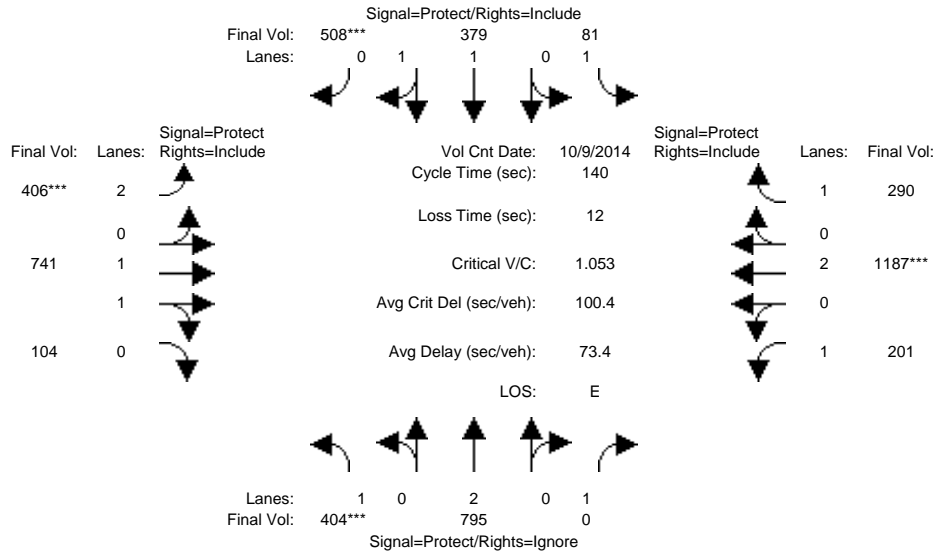 Signal=Protect/Rights=Include
Final Vol: 508*** 379 81
Lanes: 0 1 1 0 1
Signal=Protect
Final Vol: Lanes: Rights=Include
Vol Cnt Date: 10/9/2014
Signal=Protect
Rights=Include Lanes: Final Vol:
Cycle Time (sec): 140
406*** 2
1 290
Loss Time (sec): 12
0
0
741 1
Critical V/C: 1.053
2 1187***
1
Avg Crit Del (sec/veh): 100.4
0
104 0
Avg Delay (sec/veh): 73.4
1 201
LOS: E
Lanes: 1 0 2 0 1
Final Vol: 404*** 795 0
Signal=Protect/Rights=Ignore